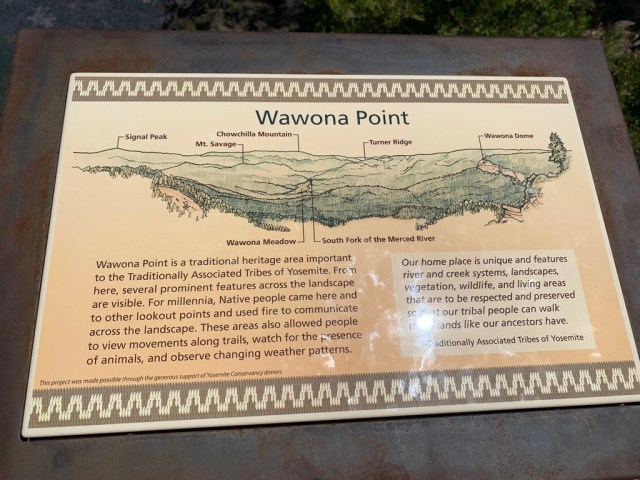 Wawona Point
Signal Peak
Chowchilla Mountain
Mt. Savage
Turner Ridge
Wawona Dome
Wawona Meadow
South Fork of the Merced River
Wawona Point is a traditional heritage area important
to the Traditionally Associated Tribes of Yosemite. From
here, several prominent features across the landscape
are visible. For millennia, Native people came here and
to other lookout points and used fire to communicate
across the landscape. These areas also allowed people
to view movements along trails, watch for the presence
of animals, and observe changing weather patterns.
Our home place is unique and features
river and creek systems, landscapes,
vegetation, wildlife, and living areas
that are to be respected and preserved
so that our tribal people can walk
lands like our ancestors have.
Traditionally Associated Tribes of Yosemite
This project was made possible through the generous support of Yosemite Conservancy donors.